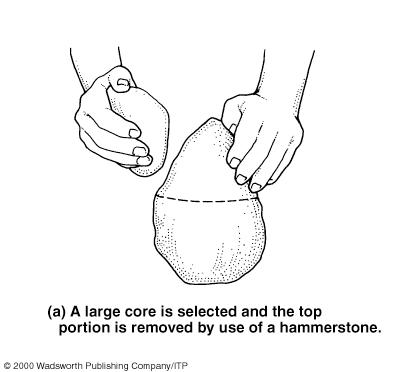 (a) A large core is selected and the top
portion is removed by use of a hammerstone.
© 2000 Wadsworth Publishing Company/ITP